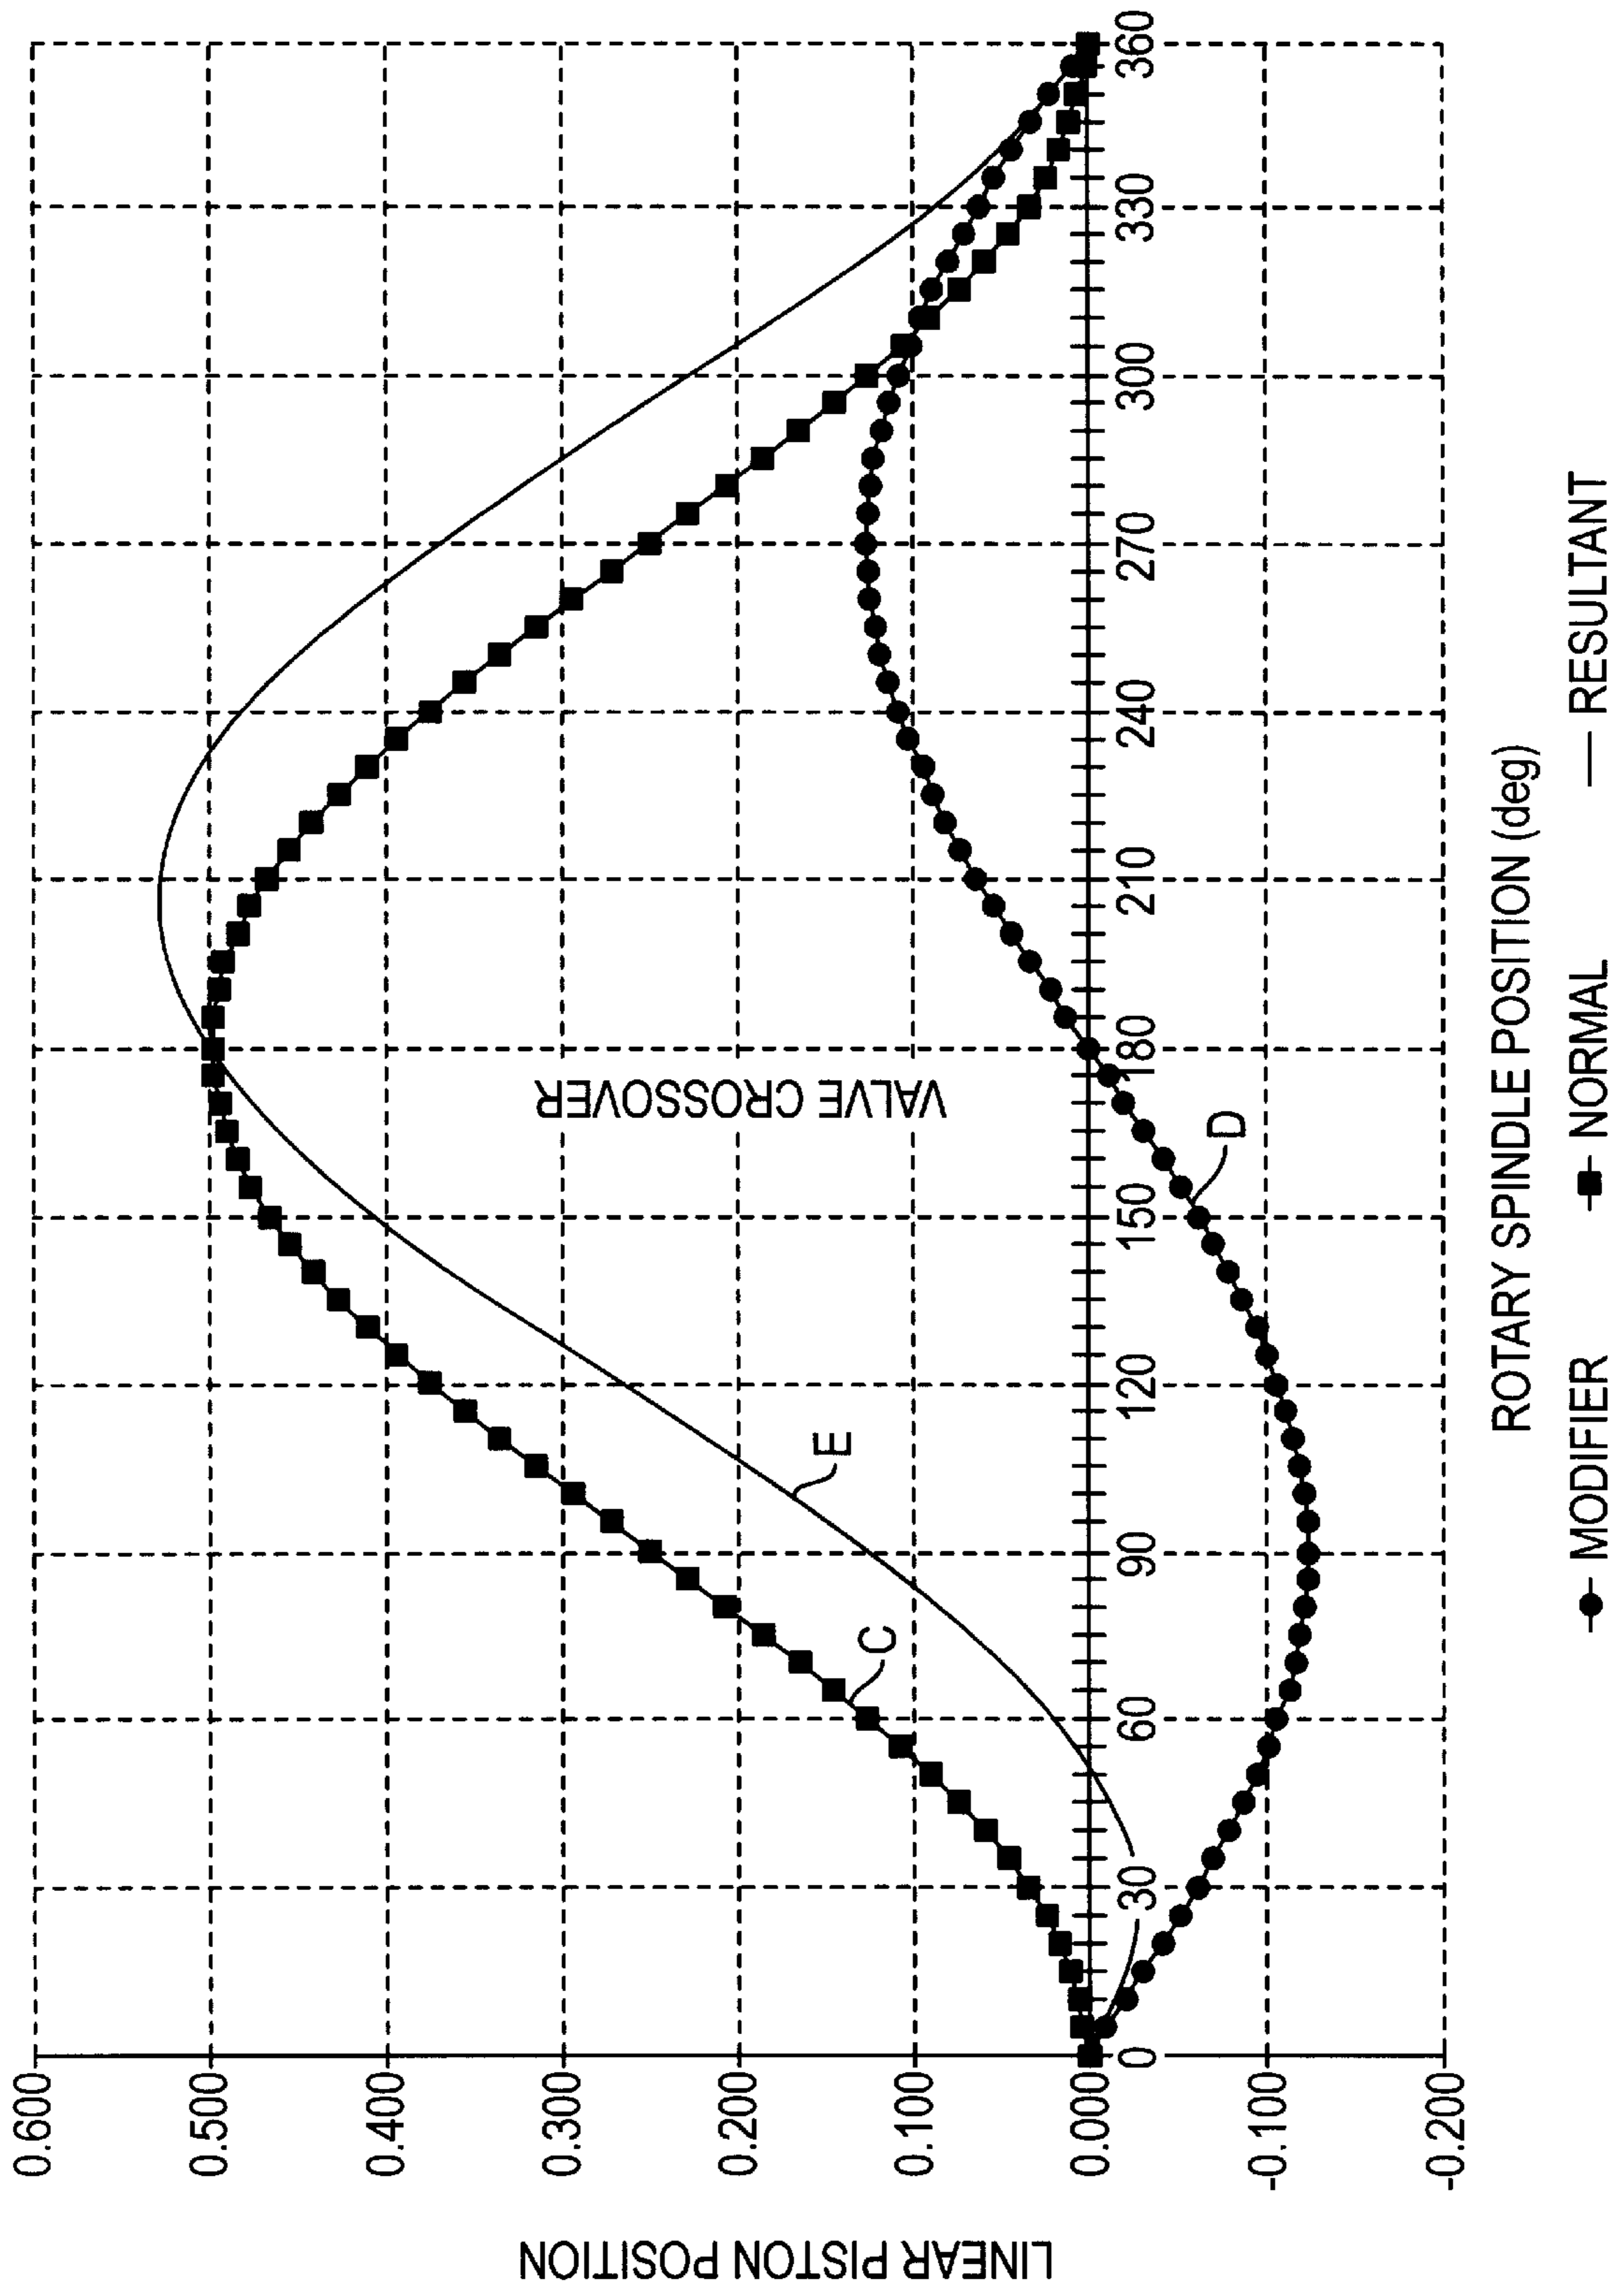 LINEAR PISTON POSITION
0.600
0.500
0.400
0.300
0.200
0.100
0.000
-0.100
-0.200
VALVE CROSSOVER
C
E
D
0 30 60 90 120 150 180 210 240 270 300 330 360
ROTARY SPINDLE POSITION (deg)
MODIFIER NORMAL RESULTANT